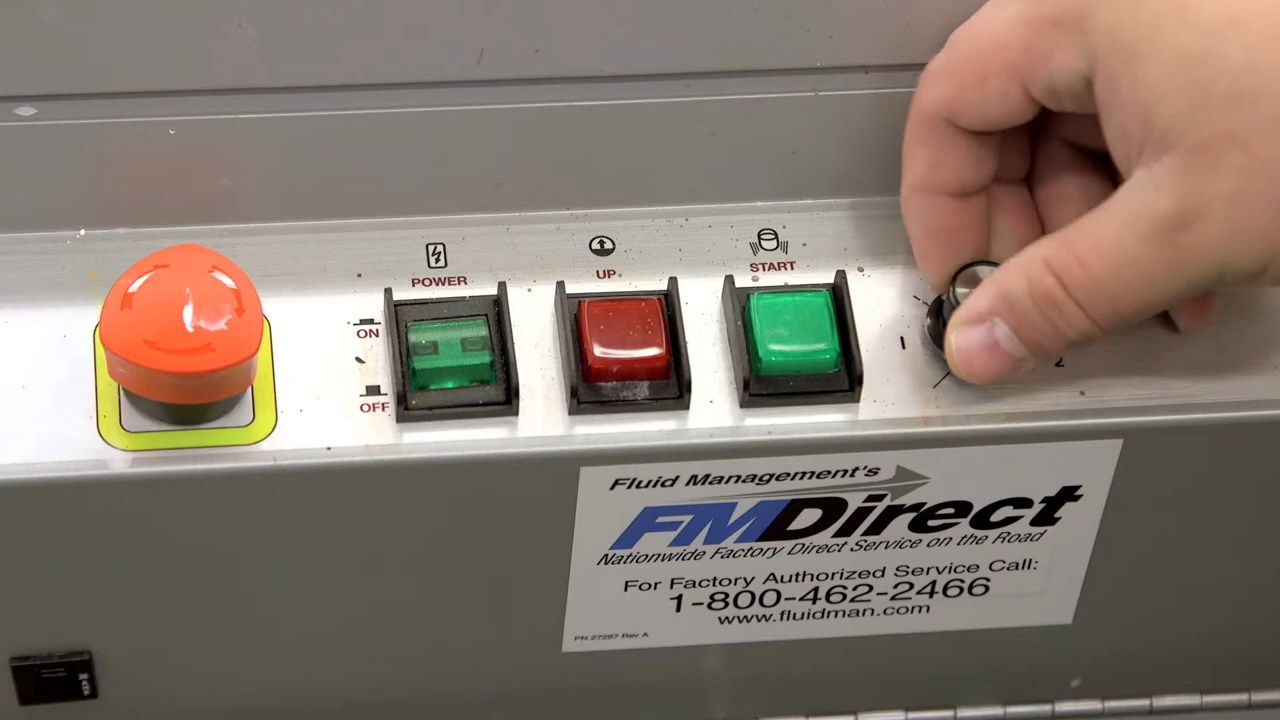 POWER
UP
START
ON
OFF
1
2
Fluid Management's
FMDirect
Nationwide Factory Direct Service on the Road
For Factory Authorized Service Call:
1-800-462-2466
www.fluidman.com
PN 27287 Rev A